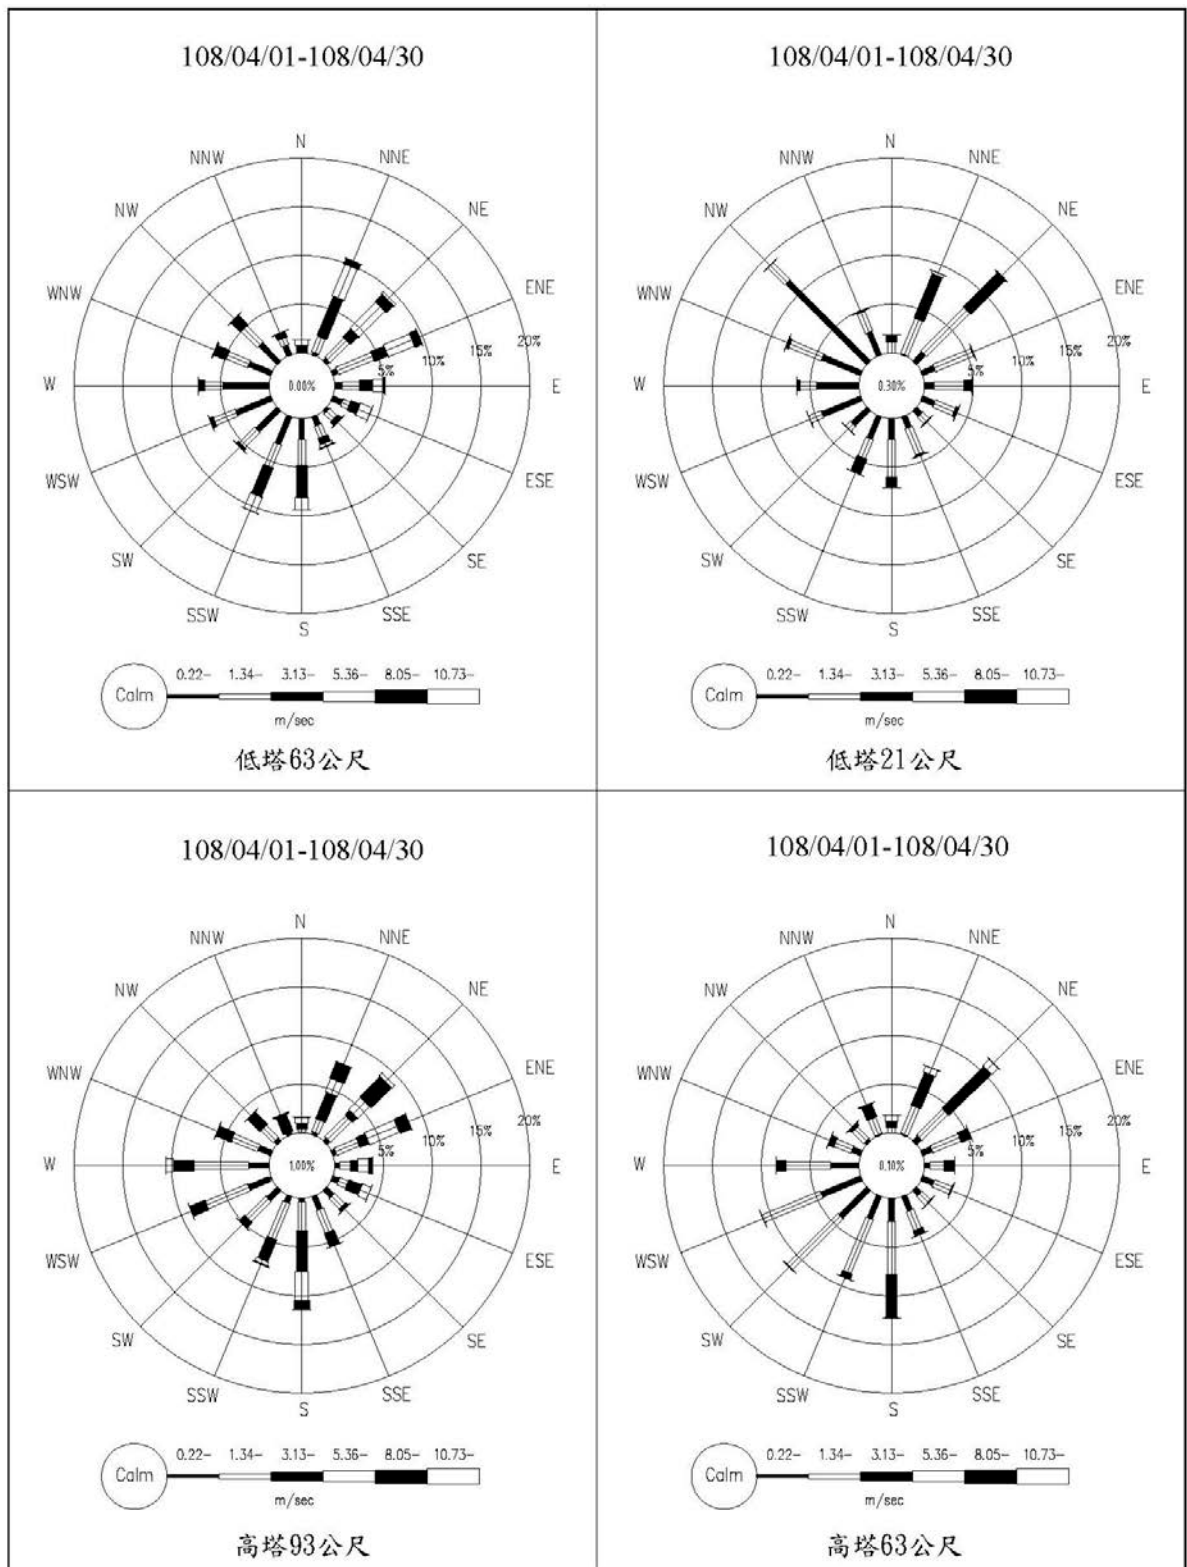 108/04/01-108/04/30
N
NNW NNE
NW NE
WNW ENE
20%
15%
10%
5%
W 0.00% E
WSW ESE
SW SE
SSW SSE
S
0.22- 1.34- 3.13- 5.36- 8.05- 10.73-
Calm
m/sec
低塔63公尺
108/04/01-108/04/30
N
NNW NNE
NW NE
WNW ENE
20%
15%
10%
5%
W 0.30% E
WSW ESE
SW SE
SSW SSE
S
0.22- 1.34- 3.13- 5.36- 8.05- 10.73-
Calm
m/sec
低塔21公尺
108/04/01-108/04/30
N
NNW NNE
NW NE
WNW ENE
20%
15%
10%
5%
W 1.00% E
WSW ESE
SW SE
SSW SSE
S
0.22- 1.34- 3.13- 5.36- 8.05- 10.73-
Calm
m/sec
高塔93公尺
108/04/01-108/04/30
N
NNW NNE
NW NE
WNW ENE
20%
15%
10%
5%
W 0.10% E
WSW ESE
SW SE
SSW SSE
S
0.22- 1.34- 3.13- 5.36- 8.05- 10.73-
Calm
m/sec
高塔63公尺